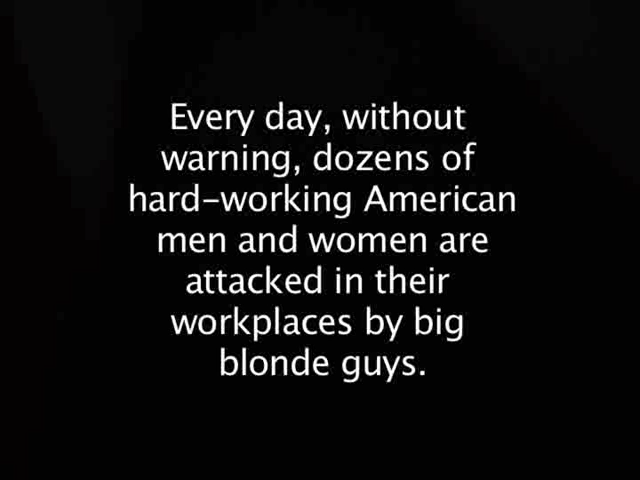 Every day, without
warning, dozens of
hard-working American
men and women are
attacked in their
workplaces by big
blonde guys.